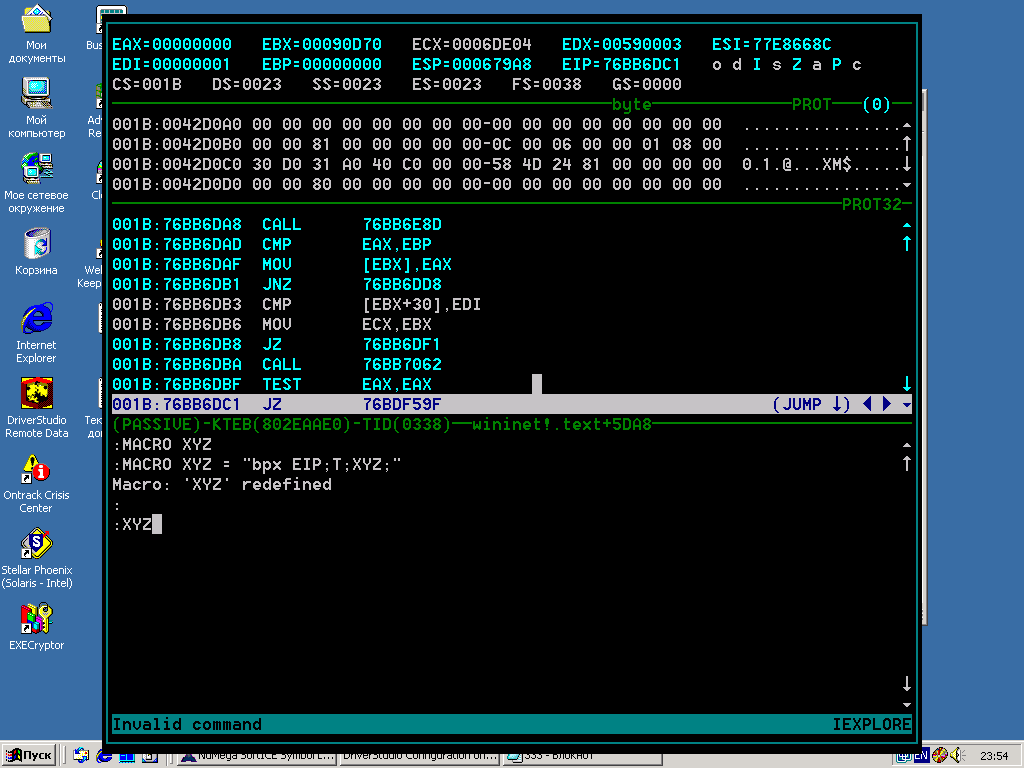 Мои
документы
Мой
компьютер
Мое сетевое
окружение
Корзина
Internet
Explorer
DriverStudio
Remote Data
Ontrack Crisis
Center
Stellar Phoenix
(Solaris - Intel)
EXECryptor
EAX=00000000 EBX=00090D70 ECX=0006DE04 EDX=00590003 ESI=77E8668C
EDI=00000001 EBP=00000000 ESP=000679A8 EIP=76BB6DC1 o d I s Z a P c
CS=001B DS=0023 SS=0023 ES=0023 FS=0038 GS=0000
byte PROT (0)
001B:0042D0A0 00 00 00 00 00 00 00 00-00 00 00 00 00 00 00 00 ................
001B:0042D0B0 00 00 81 00 00 00 00 00-0C 00 06 00 00 01 08 00 ................
001B:0042D0C0 30 D0 31 A0 40 C0 00 00-58 4D 24 81 00 00 00 00 0.1.@...XM$.....
001B:0042D0D0 00 00 80 00 00 00 00 00-00 00 00 00 00 00 00 00 ................
PROT32
001B:76BB6DA8 CALL 76BB6E8D
001B:76BB6DAD CMP EAX,EBP
001B:76BB6DAF MOV [EBX],EAX
001B:76BB6DB1 JNZ 76BB6DD8
001B:76BB6DB3 CMP [EBX+30],EDI
001B:76BB6DB6 MOV ECX,EBX
001B:76BB6DB8 JZ 76BB6DF1
001B:76BB6DBA CALL 76BB7062
001B:76BB6DBF TEST EAX,EAX
001B:76BB6DC1 JZ 76BDF59F (JUMP ↓)
(PASSIVE)-KTEB(802EAAE0)-TID(0338)—wininet!.text+5DA8
:MACRO XYZ
:MACRO XYZ = "bpx EIP;T;XYZ;"
Macro: 'XYZ' redefined
:
:XYZ
Invalid command IEXPLORE
Пуск
NuMega SoftICE Symbol L...
DriverStudio Configuration on...
333 - Блокнот
EN
23:54